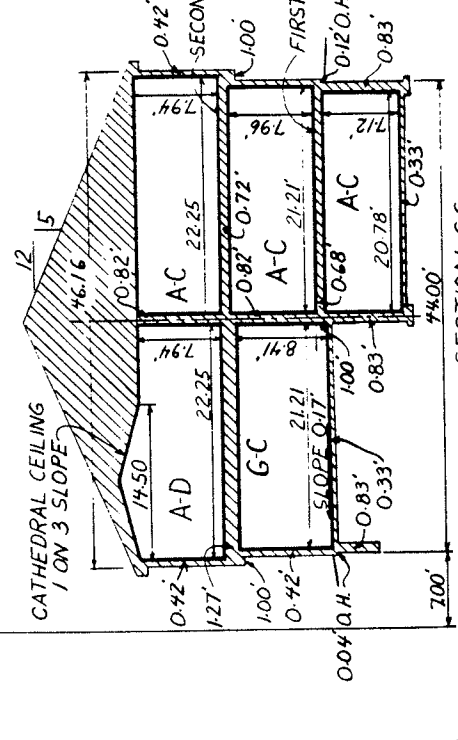 CATHEDRAL CEILING
1 ON 3 SLOPE
12
5
46.16
0.42'
SECON
1.00'
FIRST
0.12' O.H.
0.83'
14.50
0.82'
7.94'
7.94'
A-D
22.25
A-C
22.25
0.42'
1.27'
0.82'
0.72'
7.96'
G-C
8.41'
A-C
21.21'
1.00'
0.42'
21.21
SLOPE 0.17'
0.68'
A-C
7.12'
1.00'
20.78'
0.04' O.H.
0.83'
0.33'
0.83'
0.33'
7.00'
44.00'